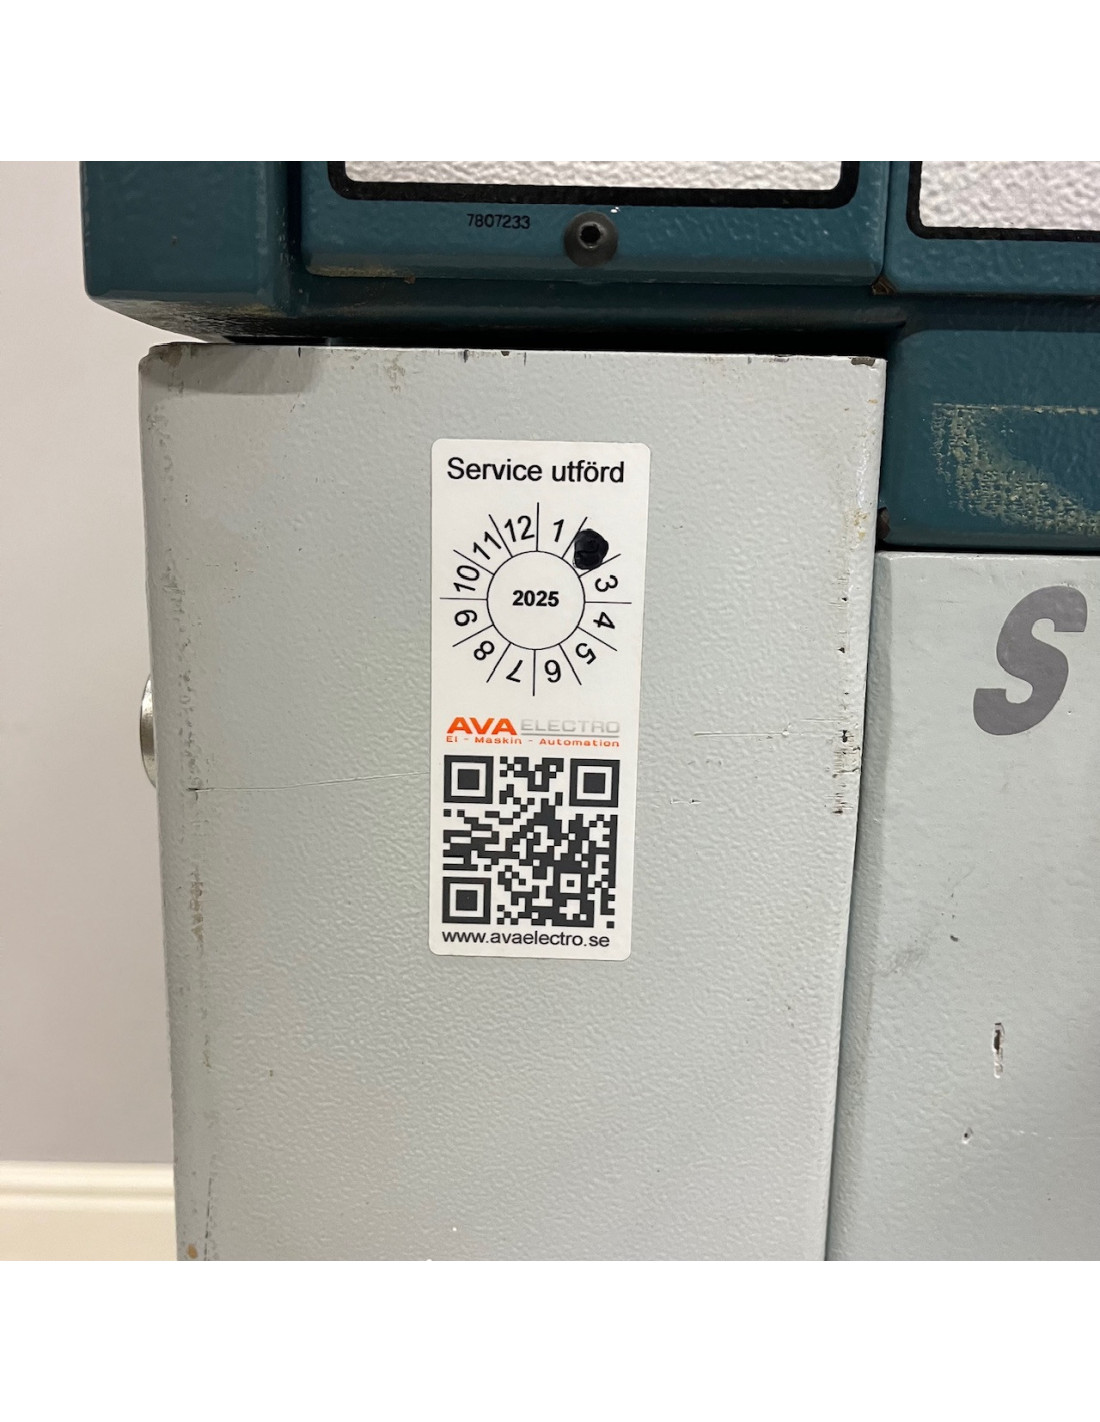 7807233
Service utförd
12 1
11
10 3
2025
9 4
8 5
7 6
AVA ELECTRO
El - Maskin - Automation
www.avaelectro.se
S